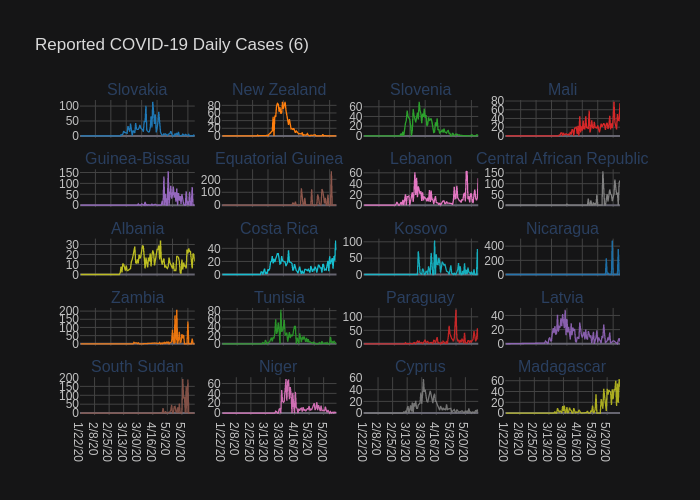 Reported COVID-19 Daily Cases (6)
Slovakia New Zealand Slovenia Mali
100 50 0
80 60 40 20 0
60 40 20 0
80 60 40 20 0
Guinea-Bissau Equatorial Guinea Lebanon Central African Republic
150 100 50 0
200 100 0
60 40 20 0
150 100 50 0
Albania Costa Rica Kosovo Nicaragua
30 20 10 0
40 20 0
100 50 0
400 200 0
Zambia Tunisia Paraguay Latvia
200 150 100 50 0
80 60 40 20 0
100 50 0
40 20 0
South Sudan Niger Cyprus Madagascar
200 150 100 50 0
60 40 20 0
60 40 20 0
60 40 20 0
1/22/20 2/8/20 2/25/20 3/13/20 3/30/20 4/16/20 5/3/20 5/20/20
1/22/20 2/8/20 2/25/20 3/13/20 3/30/20 4/16/20 5/3/20 5/20/20
1/22/20 2/8/20 2/25/20 3/13/20 3/30/20 4/16/20 5/3/20 5/20/20
1/22/20 2/8/20 2/25/20 3/13/20 3/30/20 4/16/20 5/3/20 5/20/20